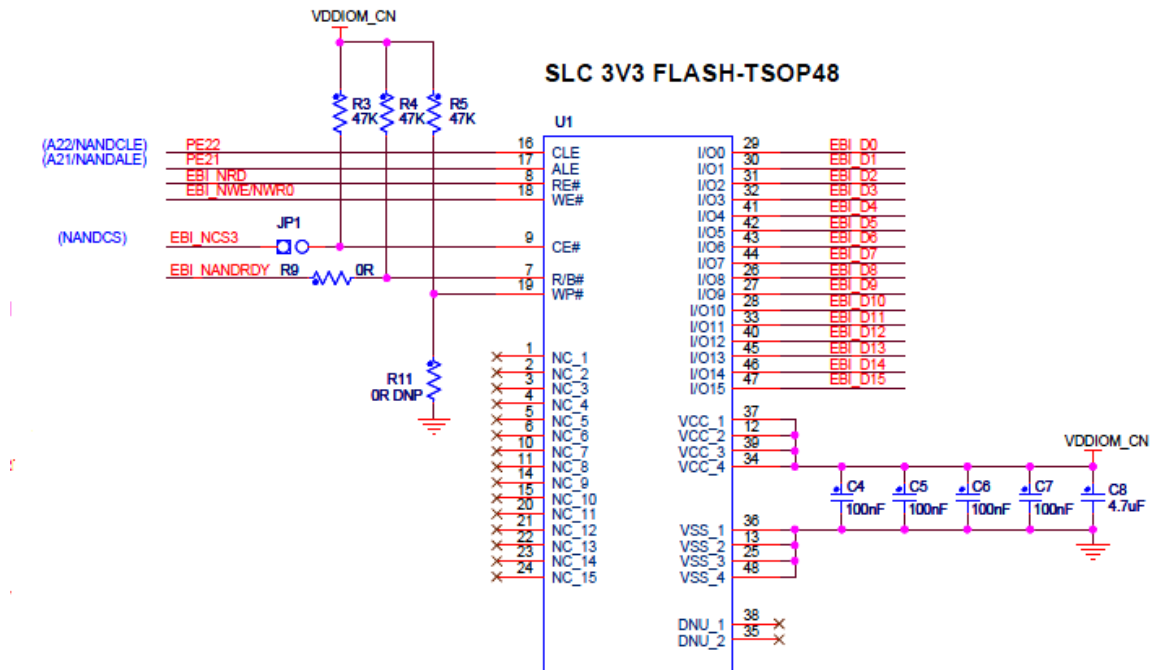 VDDIOM_CN
SLC 3V3 FLASH-TSOP48
R3 47K
R4 47K
R5 47K
U1
(A22/NANDCLE) PE22 16 CLE
(A21/NANDALE) PE21 17 ALE
EBI_NRD 8 RE#
EBI_NWE/NWR0 18 WE#
JP1
(NANDCS) EBI_NCS3 9 CE#
EBI_NANDRDY R9 0R 7 R/B#
19 WP#
R11
0R DNP
1 NC_1
2 NC_2
3 NC_3
4 NC_4
5 NC_5
6 NC_6
10 NC_7
11 NC_8
14 NC_9
15 NC_10
20 NC_11
21 NC_12
22 NC_13
23 NC_14
24 NC_15
I/O0 29 EBI_D0
I/O1 30 EBI_D1
I/O2 31 EBI_D2
I/O3 32 EBI_D3
I/O4 41 EBI_D4
I/O5 42 EBI_D5
I/O6 43 EBI_D6
I/O7 44 EBI_D7
I/O8 26 EBI_D8
I/O9 27 EBI_D9
I/O10 28 EBI_D10
I/O11 33 EBI_D11
I/O12 40 EBI_D12
I/O13 45 EBI_D13
I/O14 46 EBI_D14
I/O15 47 EBI_D15
VCC_1 37
VCC_2 12
VCC_3 39
VCC_4 34
VDDIOM_CN
C4 100nF
C5 100nF
C6 100nF
C7 100nF
C8 4.7uF
VSS_1 36
VSS_2 13
VSS_3 25
VSS_4 48
DNU_1 38
DNU_2 35